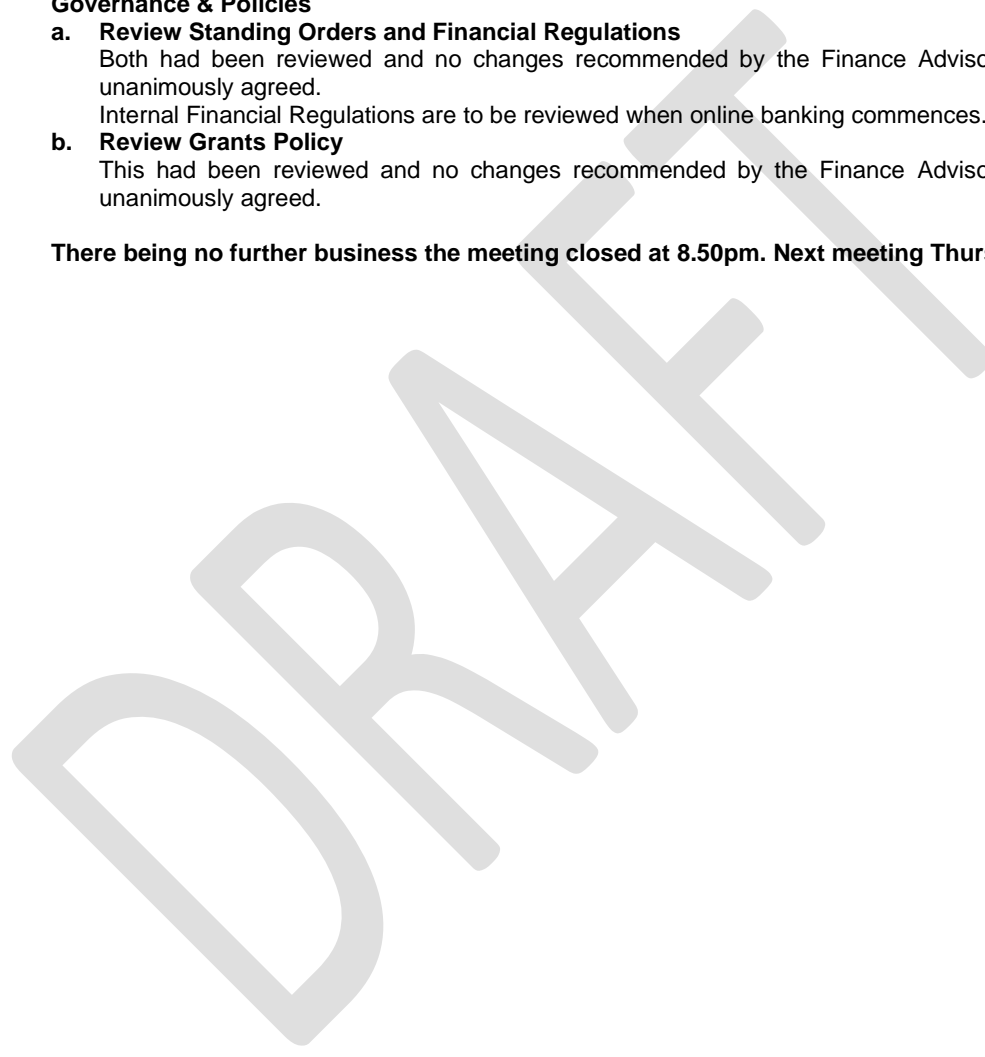 Governance & Policies
a. Review Standing Orders and Financial Regulations
Both had been reviewed and no changes recommended by the Finance
unanimously agreed.
Internal Financial Regulations are to be reviewed when online banking commences.
b. Review Grants Policy
This had been reviewed and no changes recommended by the Finance
unanimously agreed.
There being no further business the meeting closed at 8.50pm. Next meeting
DRAFT